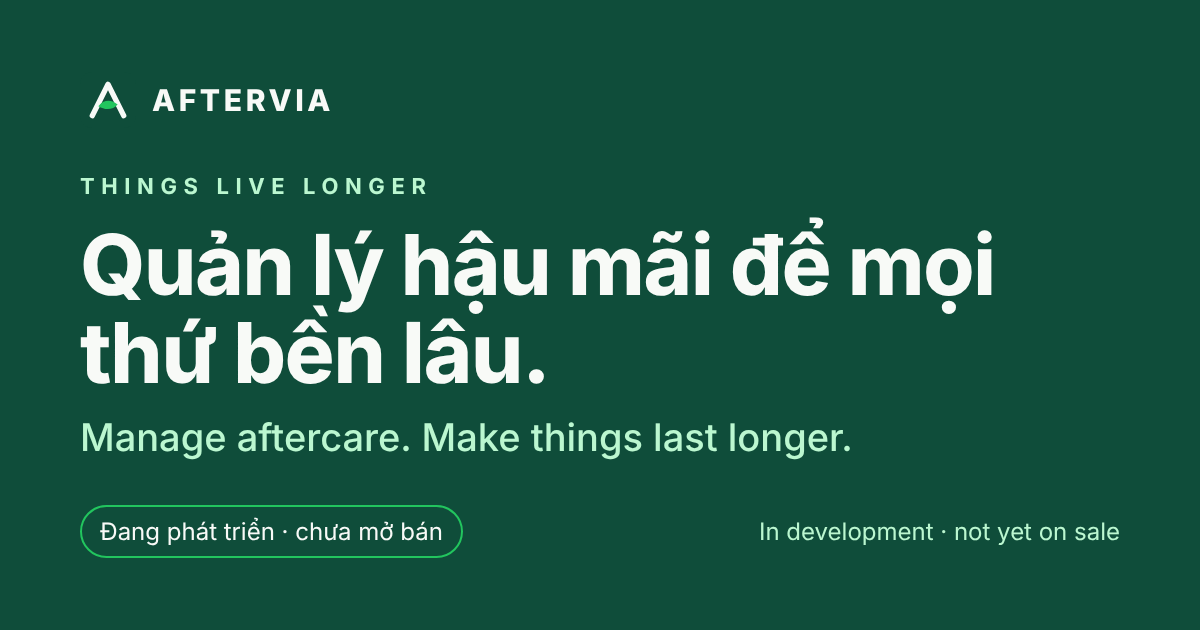 AFTERVIA
THINGS LIVE LONGER
Quản lý hậu mãi để mọi
thứ bền lâu.
Manage aftercare. Make things last longer.
Đang phát triển · chưa mở bán
In development · not yet on sale